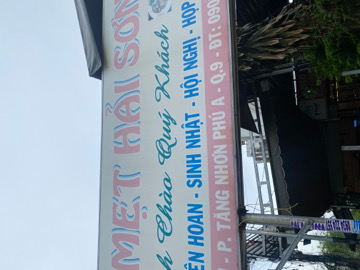 MẸT HẢI SƠN
h Chào Quý Khách
ÊN HOAN - SINH NHẬT - HỘI NGHỊ - HỌP
- P. TĂNG NHƠN PHÚ A - Q.9 - ĐT: 090